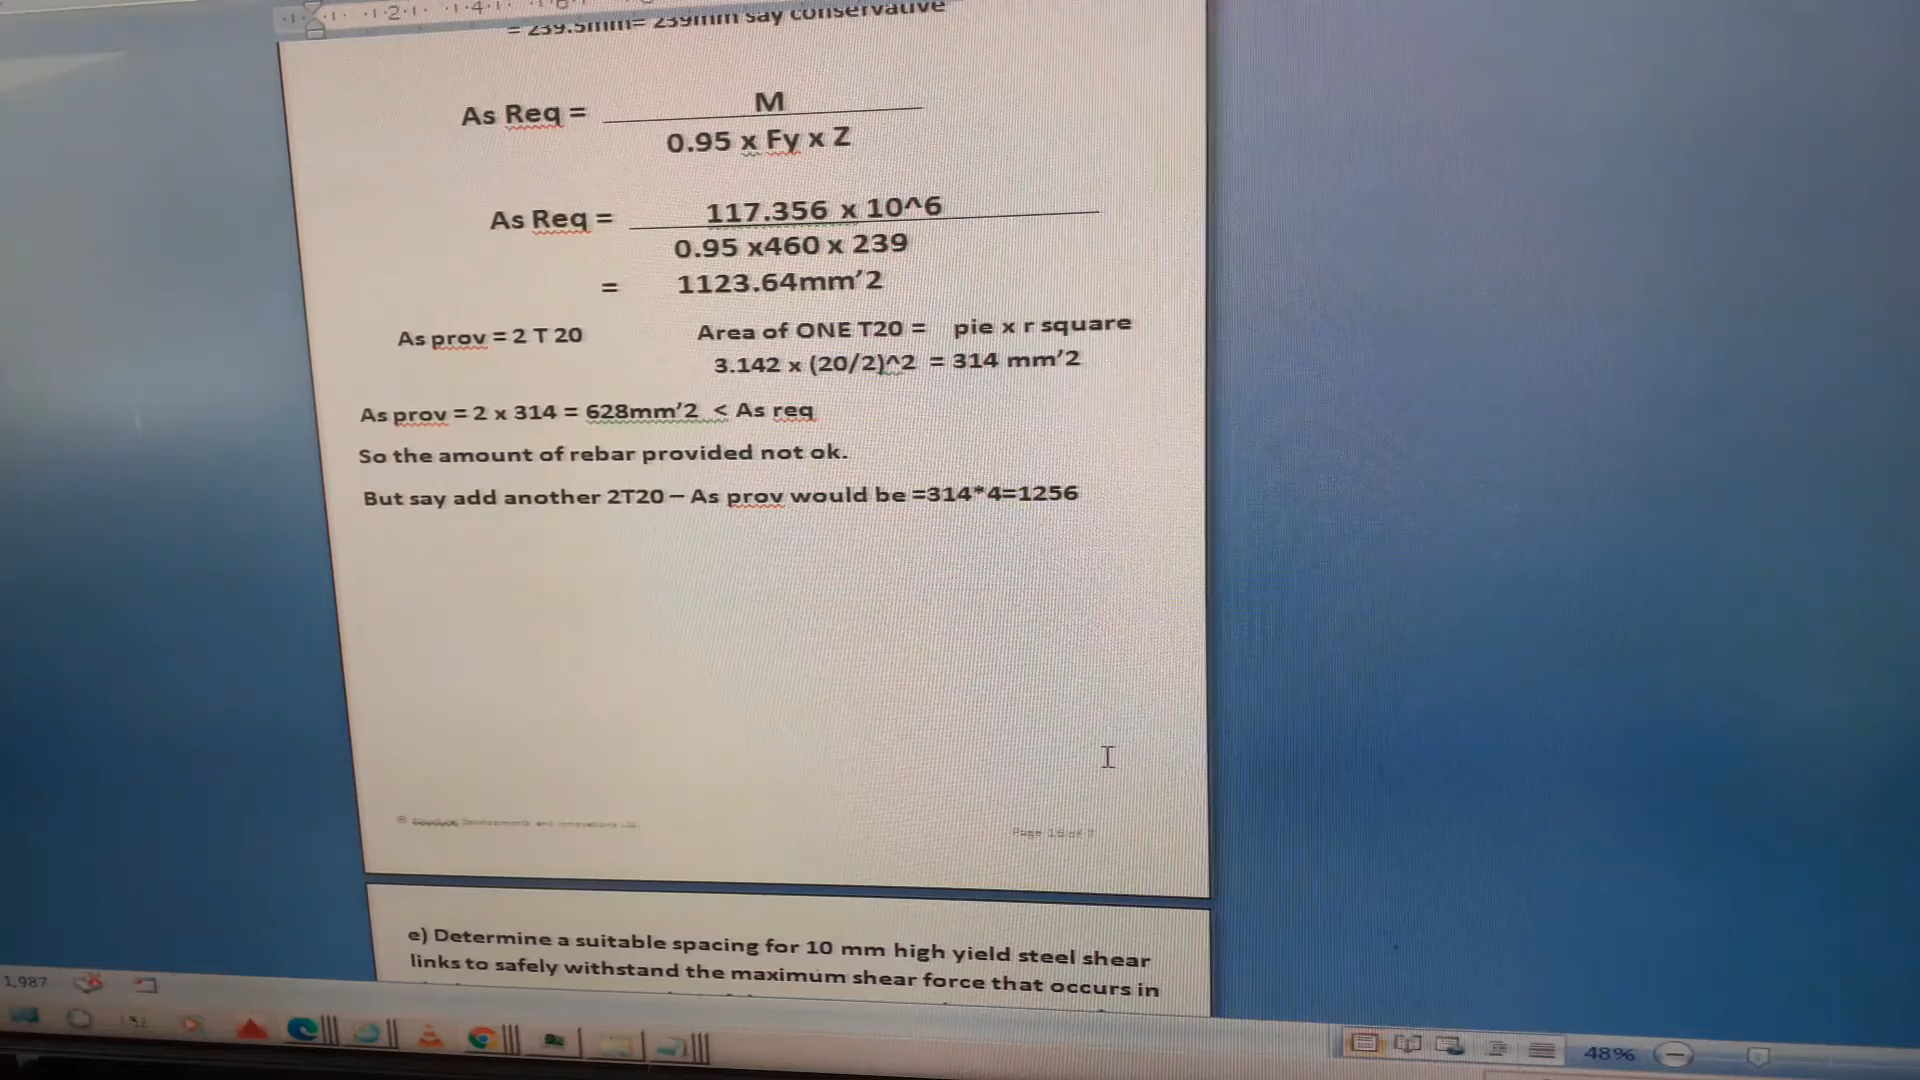 = 239.5mm= 239mm say conservative
As Req = M
0.95 x Fy x Z
As Req = 117.356 x 10^6
0.95 x460 x 239
= 1123.64mm’2
As prov = 2 T 20 Area of ONE T20 = pie x r square
3.142 x (20/2)^2 = 314 mm’2
As prov = 2 x 314 = 628mm’2 < As req
So the amount of rebar provided not ok.
But say add another 2T20 – As prov would be =314*4=1256
Page 16 of 7
e) Determine a suitable spacing for 10 mm high yield steel shear
links to safely withstand the maximum shear force that occurs in
1,987
48%